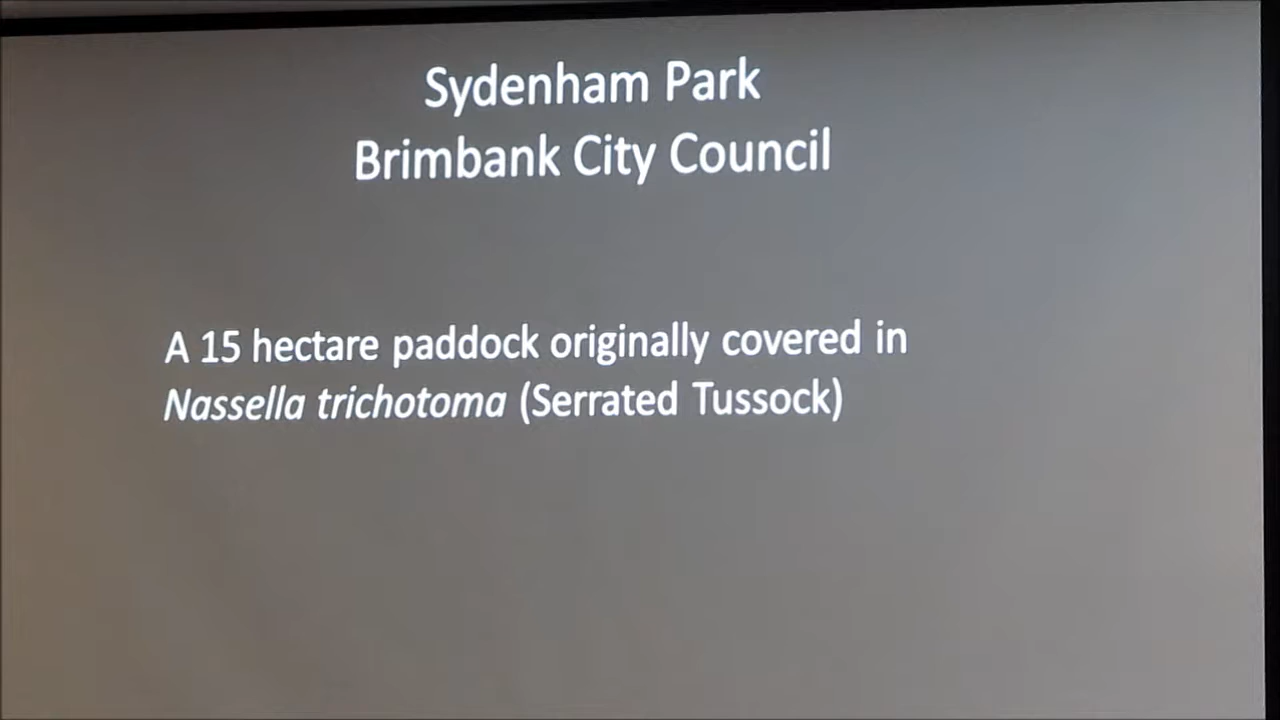 Sydenham Park
Brimbank City Council
A 15 hectare paddock originally covered in
Nassella trichotoma (Serrated Tussock)